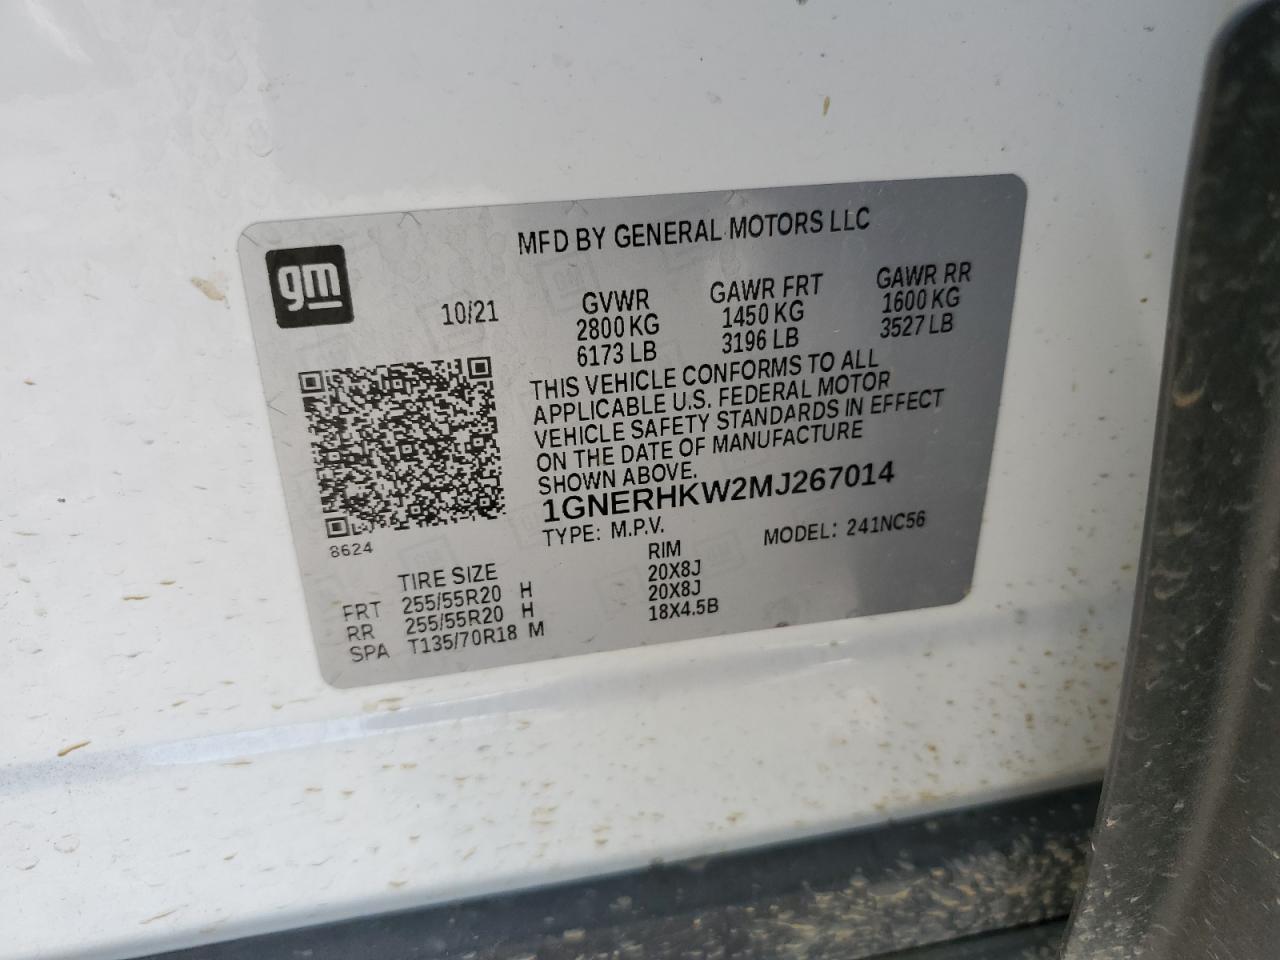 MFD BY GENERAL MOTORS LLC
gm
10/21
GVWR GAWR FRT GAWR RR
2800 KG 1450 KG 1600 KG
6173 LB 3196 LB 3527 LB
THIS VEHICLE CONFORMS TO ALL
APPLICABLE U.S. FEDERAL MOTOR
VEHICLE SAFETY STANDARDS IN EFFECT
ON THE DATE OF MANUFACTURE
SHOWN ABOVE.
1GNERHKW2MJ267014
TYPE: M.P.V. MODEL: 241NC56
8624
TIRE SIZE RIM
FRT 255/55R20 H 20X8J
RR 255/55R20 H 20X8J
SPA T135/70R18 M 18X4.5B